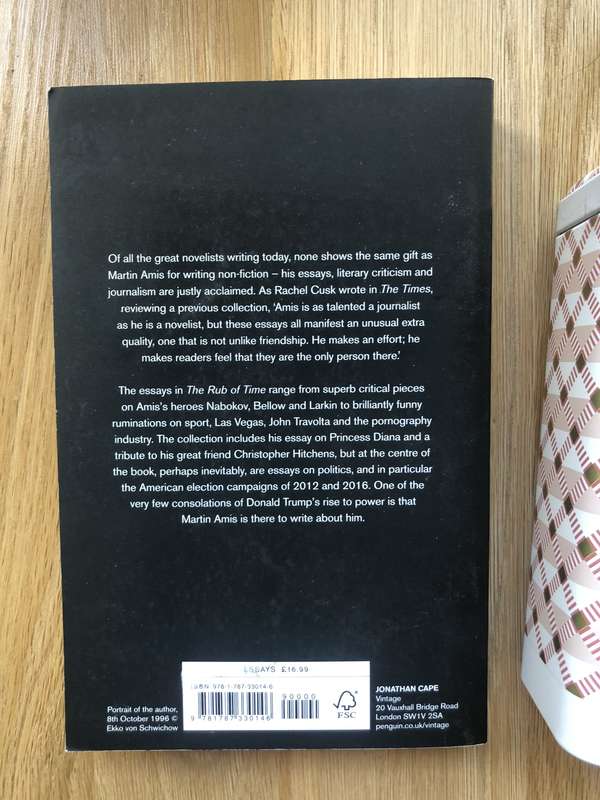 Of all the great novelists writing today, none shows the same gift as
Martin Amis for writing non-fiction – his essays, literary criticism and
journalism are justly acclaimed. As Rachel Cusk wrote in The Times,
reviewing a previous collection, ‘Amis is as talented a journalist
as he is a novelist, but these essays all manifest an unusual extra
quality, one that is not unlike friendship. He makes an effort; he
makes readers feel that they are the only person there.’
The essays in The Rub of Time range from superb critical pieces
on Amis’s heroes Nabokov, Bellow and Larkin to brilliantly funny
ruminations on sport, Las Vegas, John Travolta and the pornography
industry. The collection includes his essay on Princess Diana and a
tribute to his great friend Christopher Hitchens, but at the centre of
the book, perhaps inevitably, are essays on politics, and in particular
the American election campaigns of 2012 and 2016. One of the
very few consolations of Donald Trump’s rise to power is that
Martin Amis is there to write about him.
ESSAYS £16.99
ISBN 978-1-787-33014-6
90000
9 781787 330146
FSC
Portrait of the author,
8th October 1996 ©
Ekko von Schwichow
JONATHAN CAPE
Vintage
20 Vauxhall Bridge Road
London SW1V 2SA
penguin.co.uk/vintage